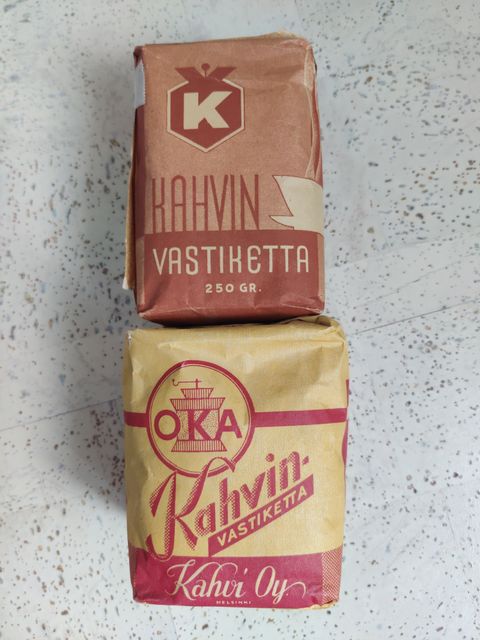 K
KAHVIN
VASTIKETTA
250 GR.
OKA
Kahvin-
VASTIKETTA
Kahvi Oy.
HELSINKI